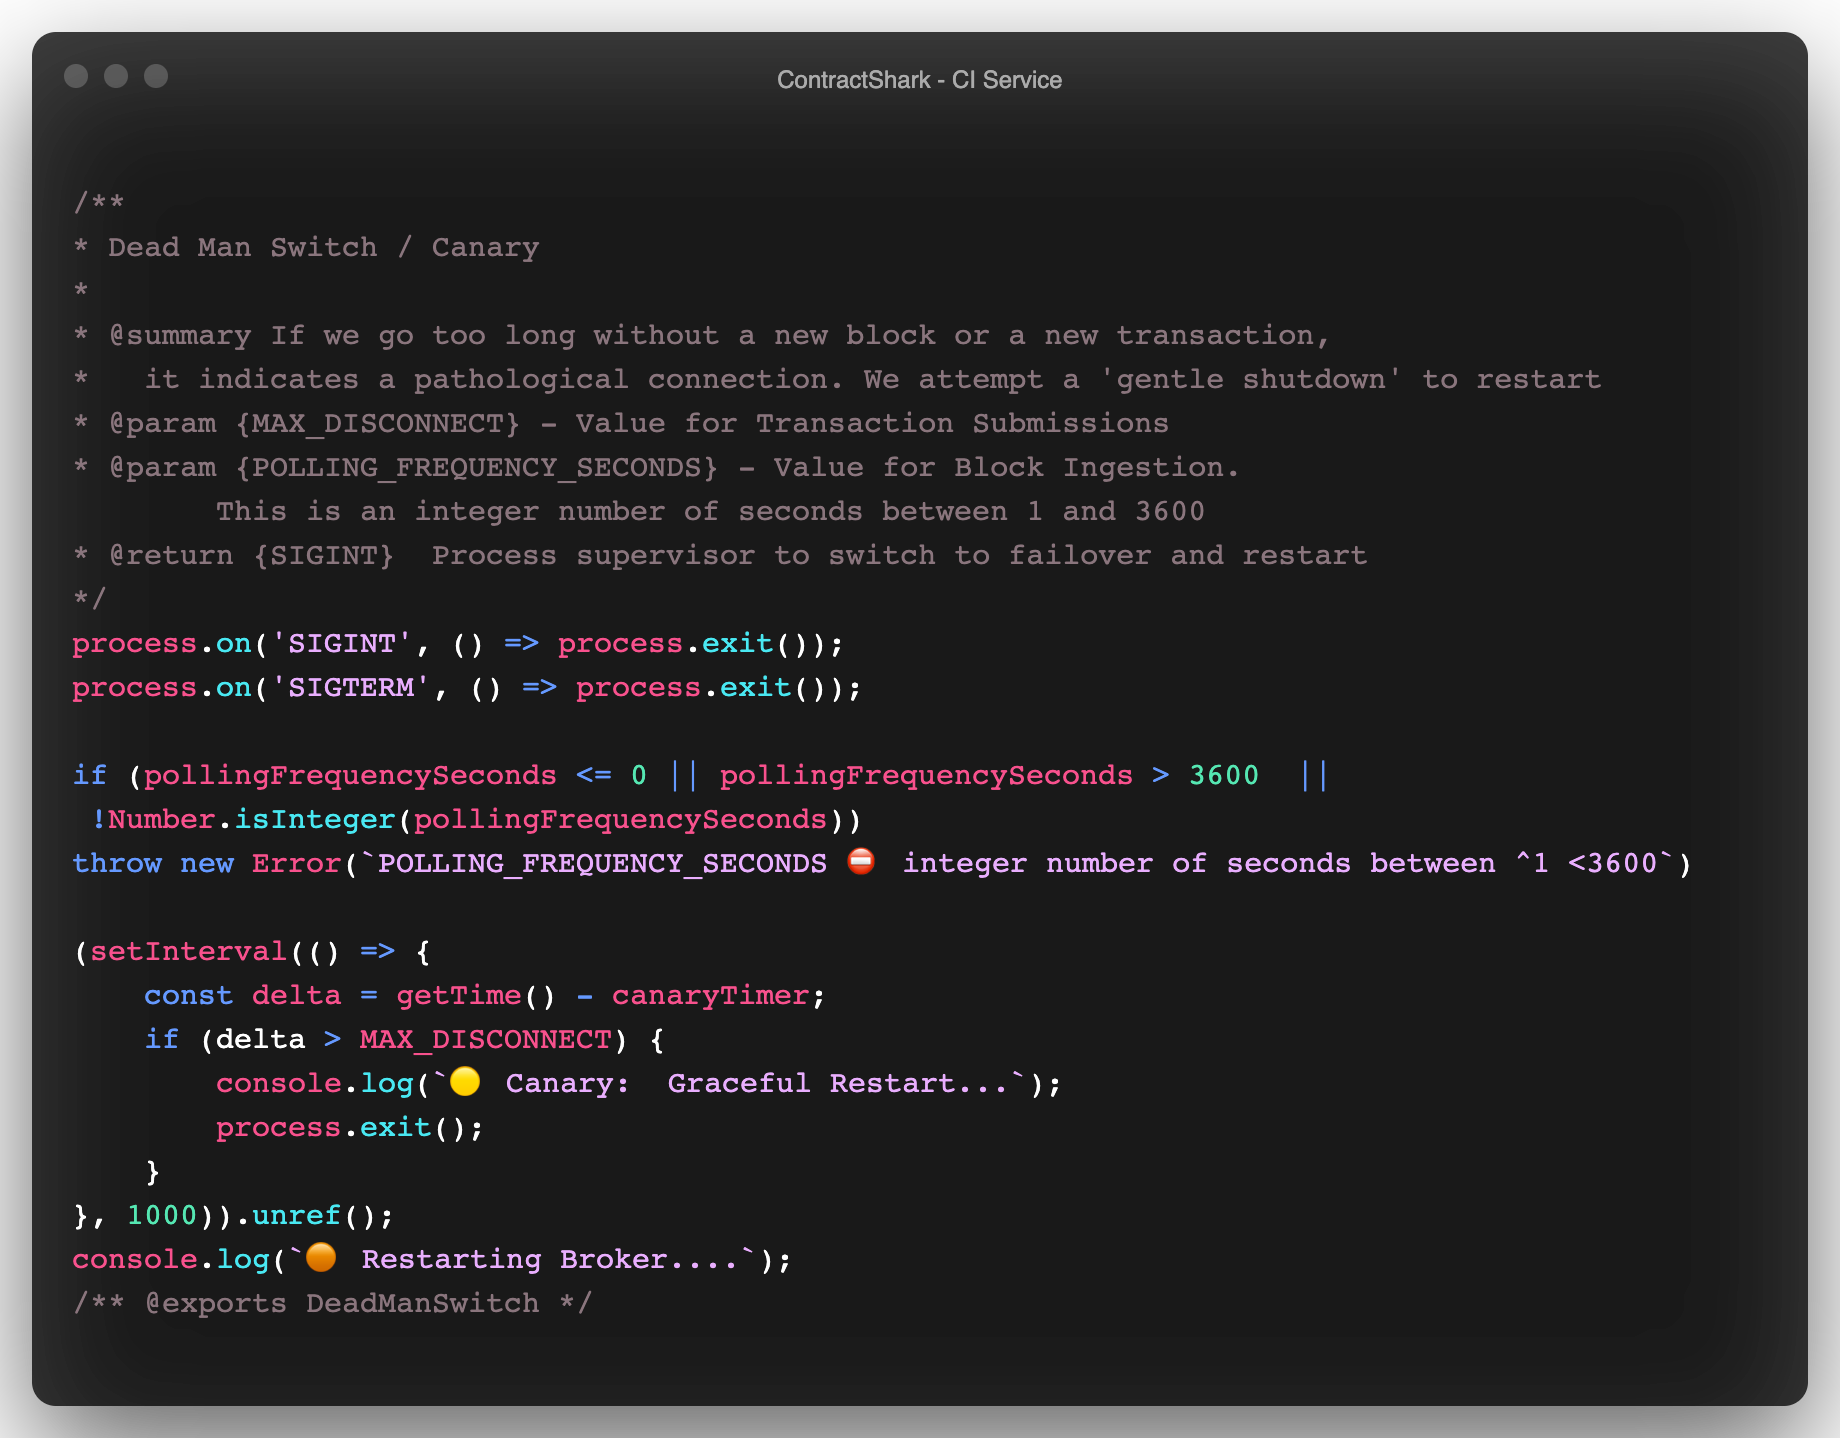 ContractShark - CI Service
/**
* Dead Man Switch / Canary
*
* @summary If we go too long without a new block or a new transaction,
*   it indicates a pathological connection. We attempt a 'gentle shutdown' to restart
* @param {MAX_DISCONNECT} – Value for Transaction Submissions
* @param {POLLING_FREQUENCY_SECONDS} – Value for Block Ingestion.
        This is an integer number of seconds between 1 and 3600
* @return {SIGINT}  Process supervisor to switch to failover and restart
*/
process.on('SIGINT', () => process.exit());
process.on('SIGTERM', () => process.exit());
if (pollingFrequencySeconds <= 0 || pollingFrequencySeconds > 3600  ||
 !Number.isInteger(pollingFrequencySeconds))
throw new Error(`POLLING_FREQUENCY_SECONDS ⛔ integer number of seconds between ^1 <3600`)
(setInterval(() => {
    const delta = getTime() - canaryTimer;
    if (delta > MAX_DISCONNECT) {
        console.log(`🟡 Canary:  Graceful Restart...`);
        process.exit();
    }
}, 1000)).unref();
console.log(`🟠 Restarting Broker....`);
/** @exports DeadManSwitch */